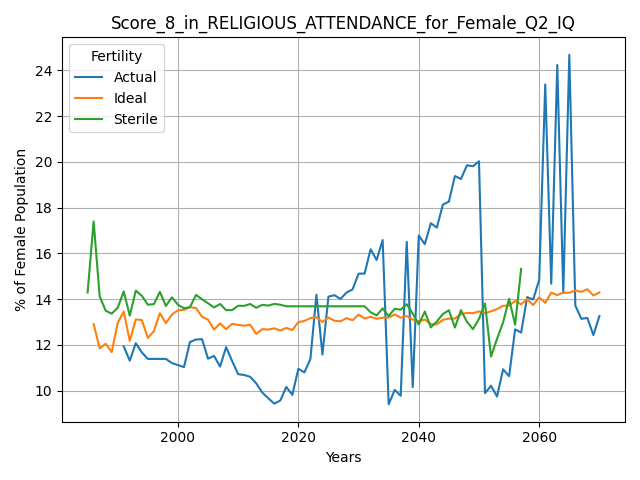 Score_8_in_RELIGIOUS_ATTENDANCE_for_Female_Q2_IQ
Fertility
Actual
Ideal
Sterile
% of Female Population
24
22
20
18
16
14
12
10
2000 2020 2040 2060
Years